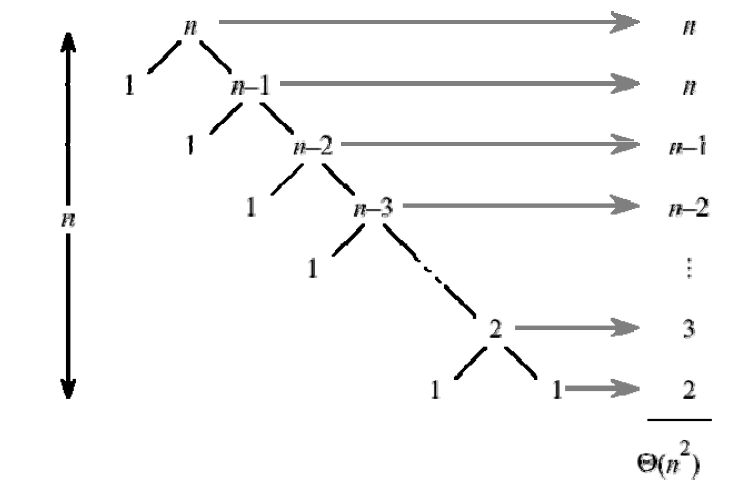 n n
1 n–1 n
1 n–2 n–1
1 n–3 n–2
n
1 ⋮
2 3
1 1 2
Θ(n²)